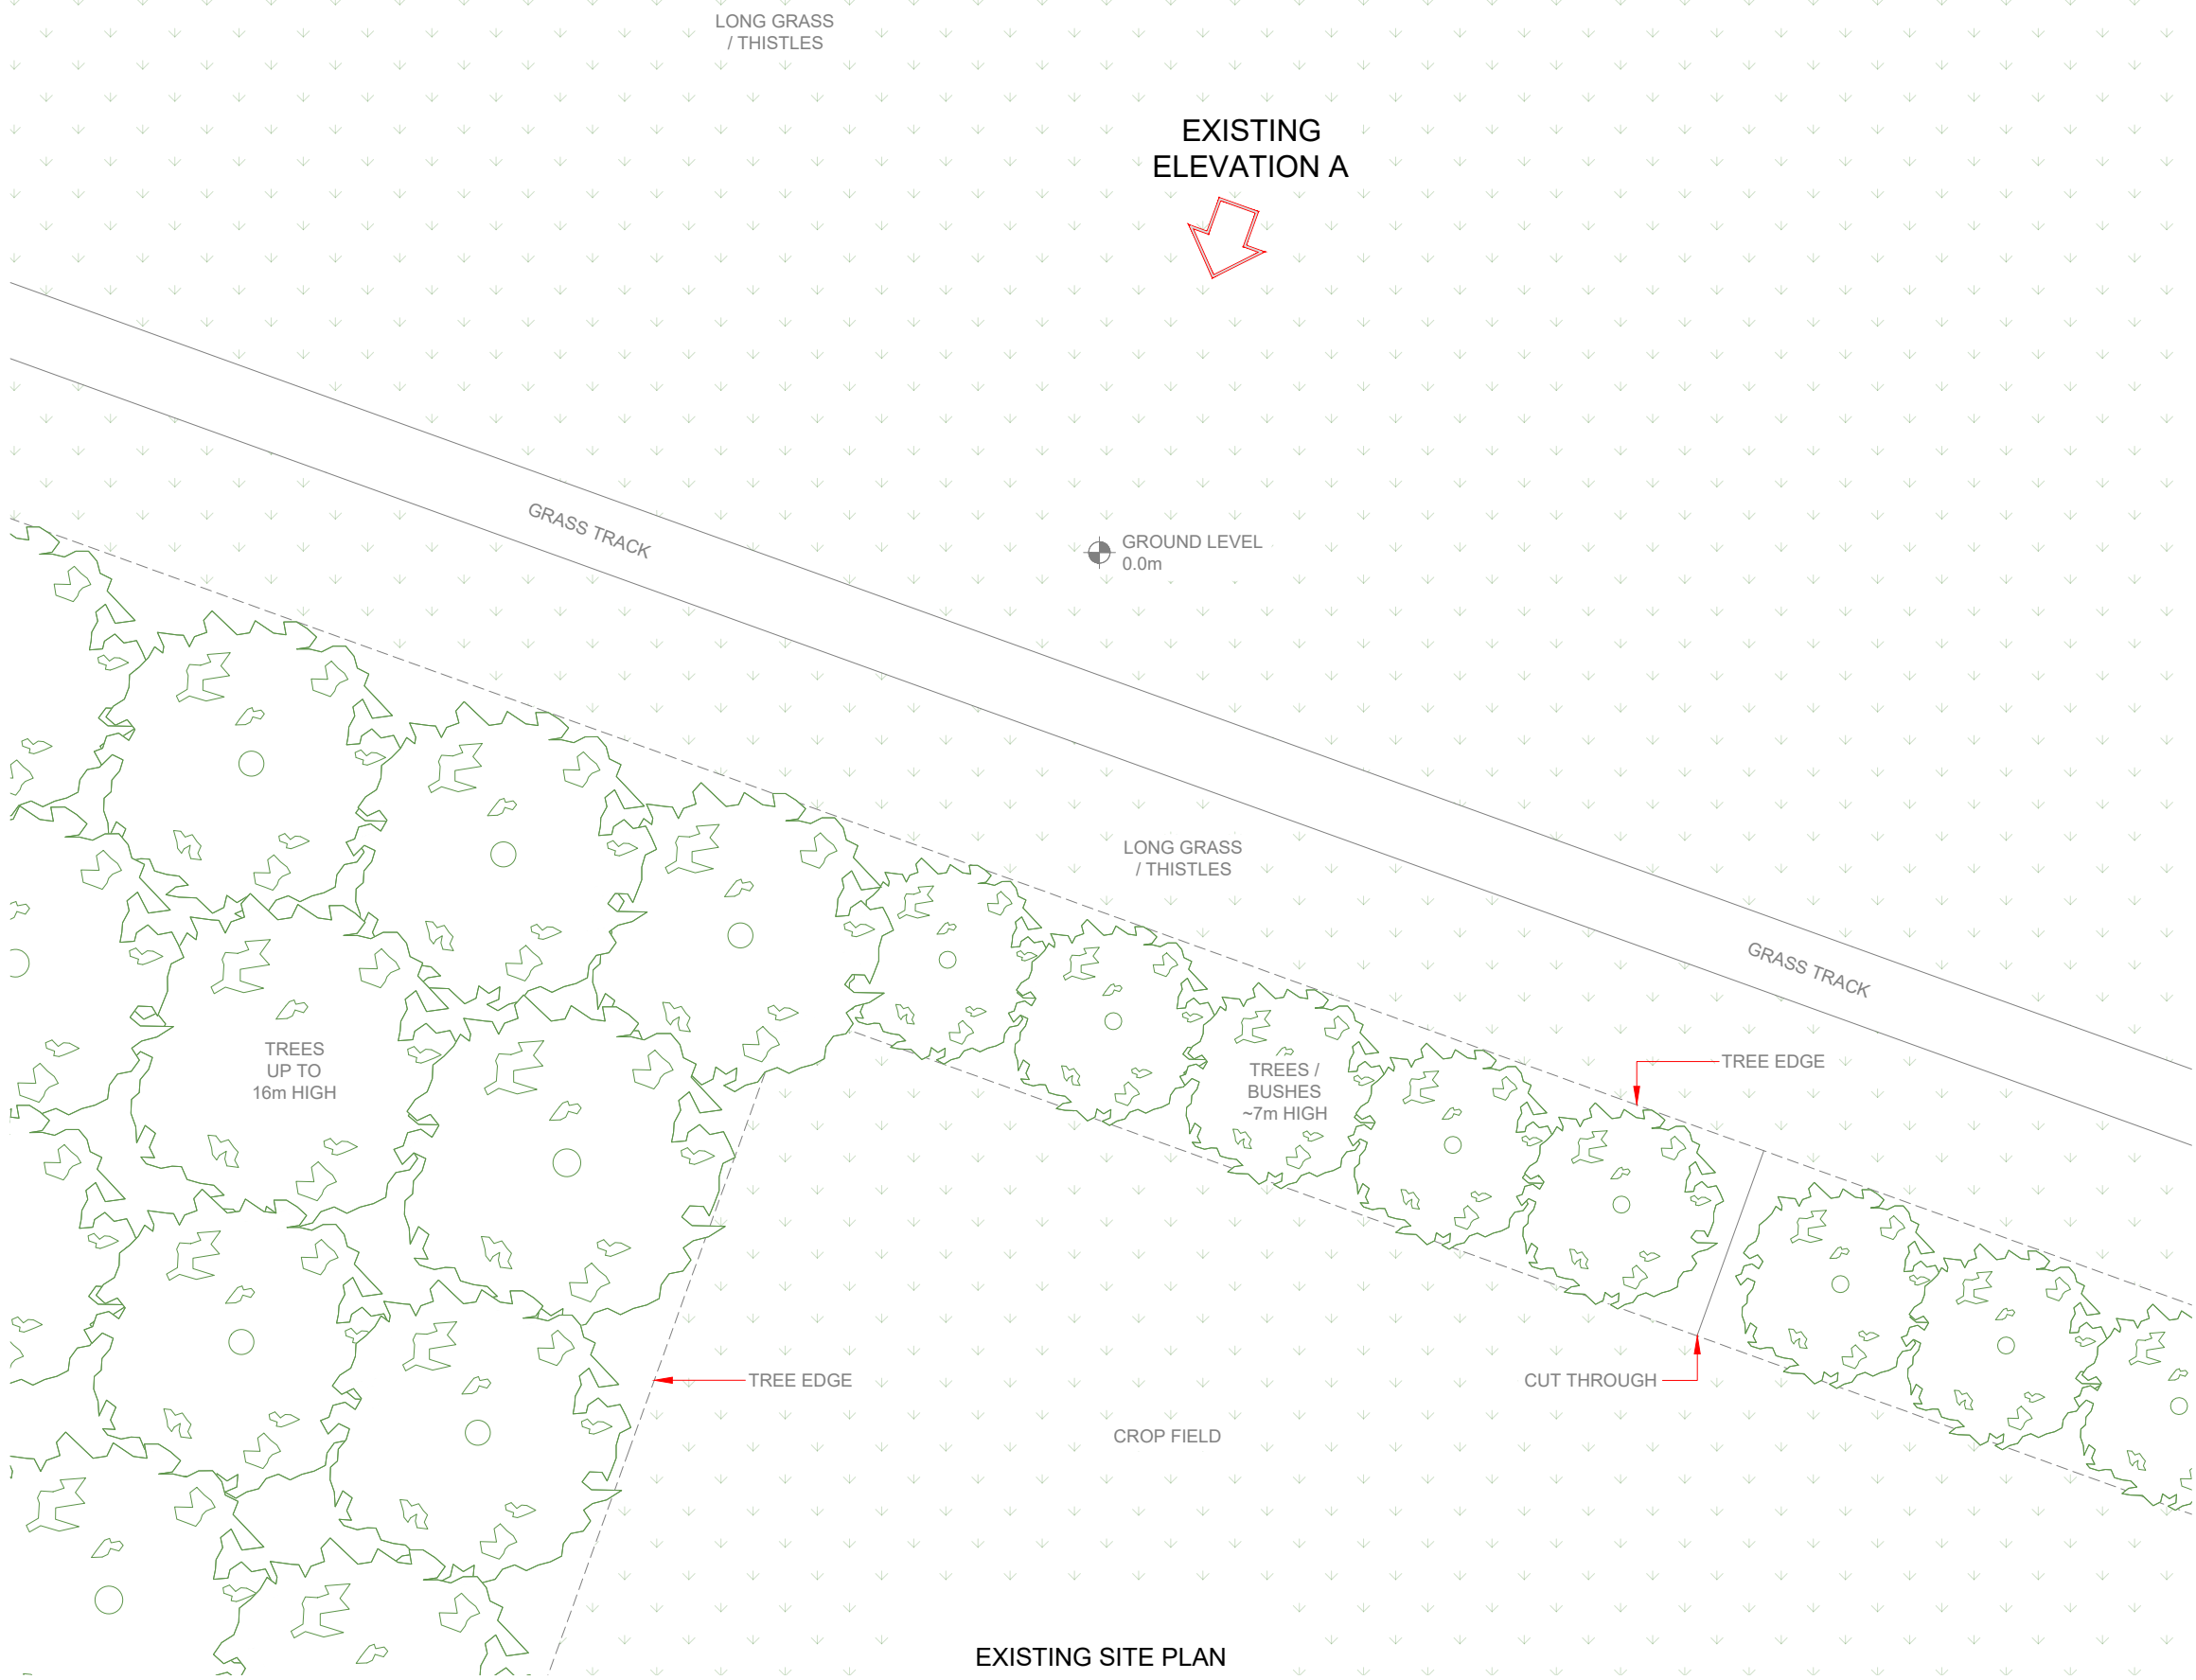 LONG GRASS
/ THISTLES
EXISTING
ELEVATION A
GRASS TRACK
GROUND LEVEL
0.0m
LONG GRASS
/ THISTLES
GRASS TRACK
TREES
UP TO
16m HIGH
TREES /
BUSHES
~7m HIGH
TREE EDGE
TREE EDGE
CUT THROUGH
CROP FIELD
EXISTING SITE PLAN